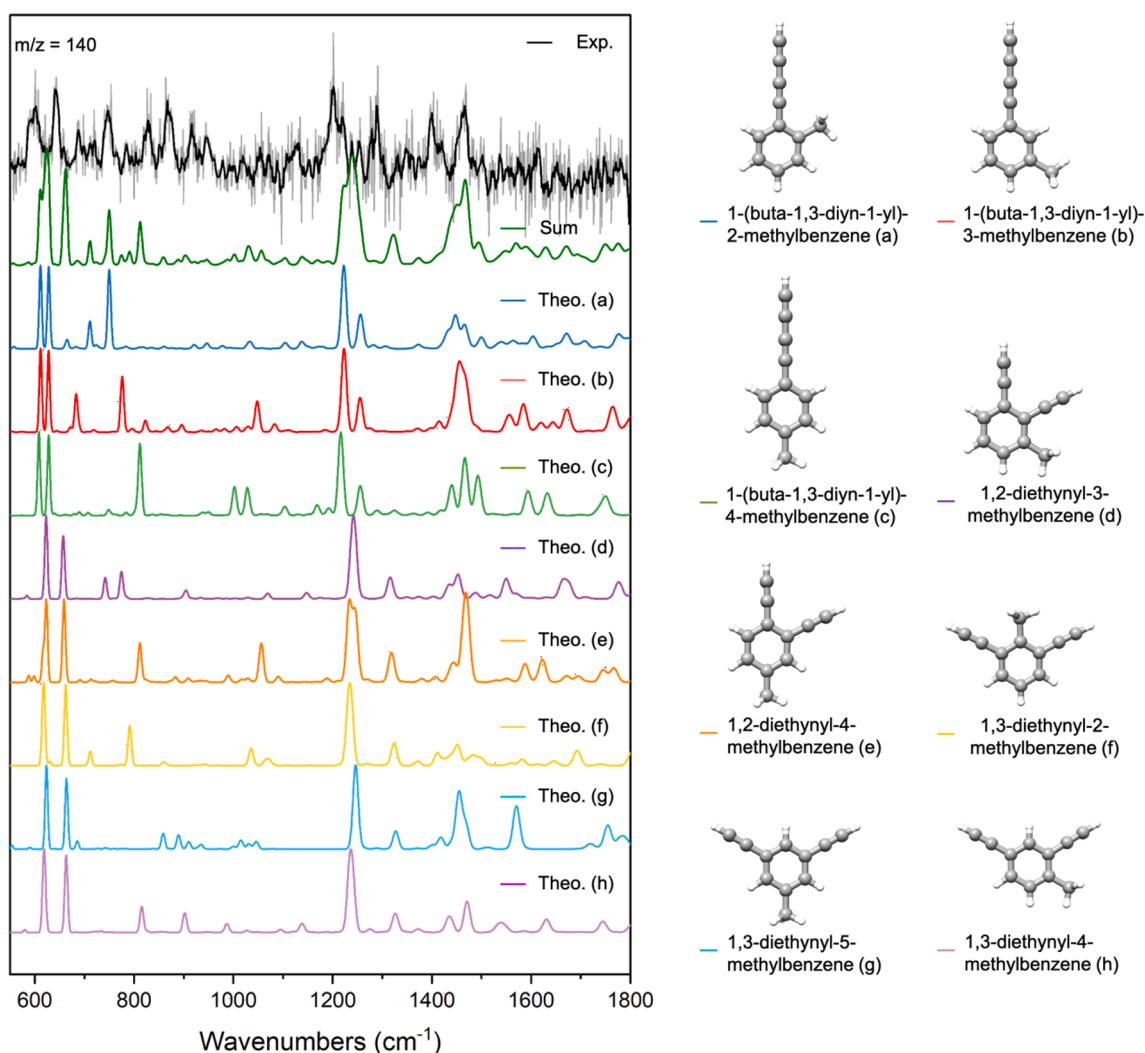 m/z = 140
Exp.
Sum
Theo. (a)
Theo. (b)
Theo. (c)
Theo. (d)
Theo. (e)
Theo. (f)
Theo. (g)
Theo. (h)
600 800 1000 1200 1400 1600 1800
Wavenumbers (cm⁻¹)
1-(buta-1,3-diyn-1-yl)-
2-methylbenzene (a)
1-(buta-1,3-diyn-1-yl)-
3-methylbenzene (b)
1-(buta-1,3-diyn-1-yl)-
4-methylbenzene (c)
1,2-diethynyl-3-
methylbenzene (d)
1,2-diethynyl-4-
methylbenzene (e)
1,3-diethynyl-2-
methylbenzene (f)
1,3-diethynyl-5-
methylbenzene (g)
1,3-diethynyl-4-
methylbenzene (h)